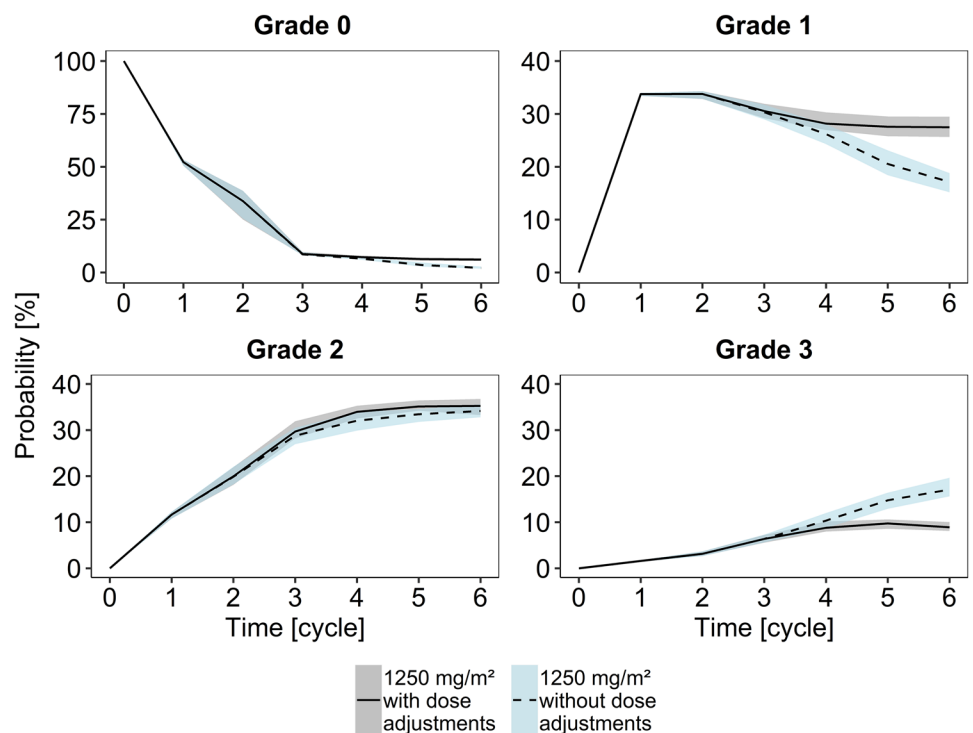 Grade 0
Grade 1
100
75
50
25
0
0 1 2 3 4 5 6
40
30
20
10
0
0 1 2 3 4 5 6
Probability [%]
Grade 2
Grade 3
40
30
20
10
0
0 1 2 3 4 5 6
Time [cycle]
40
30
20
10
0
0 1 2 3 4 5 6
Time [cycle]
1250 mg/m²
with dose
adjustments
1250 mg/m²
without dose
adjustments